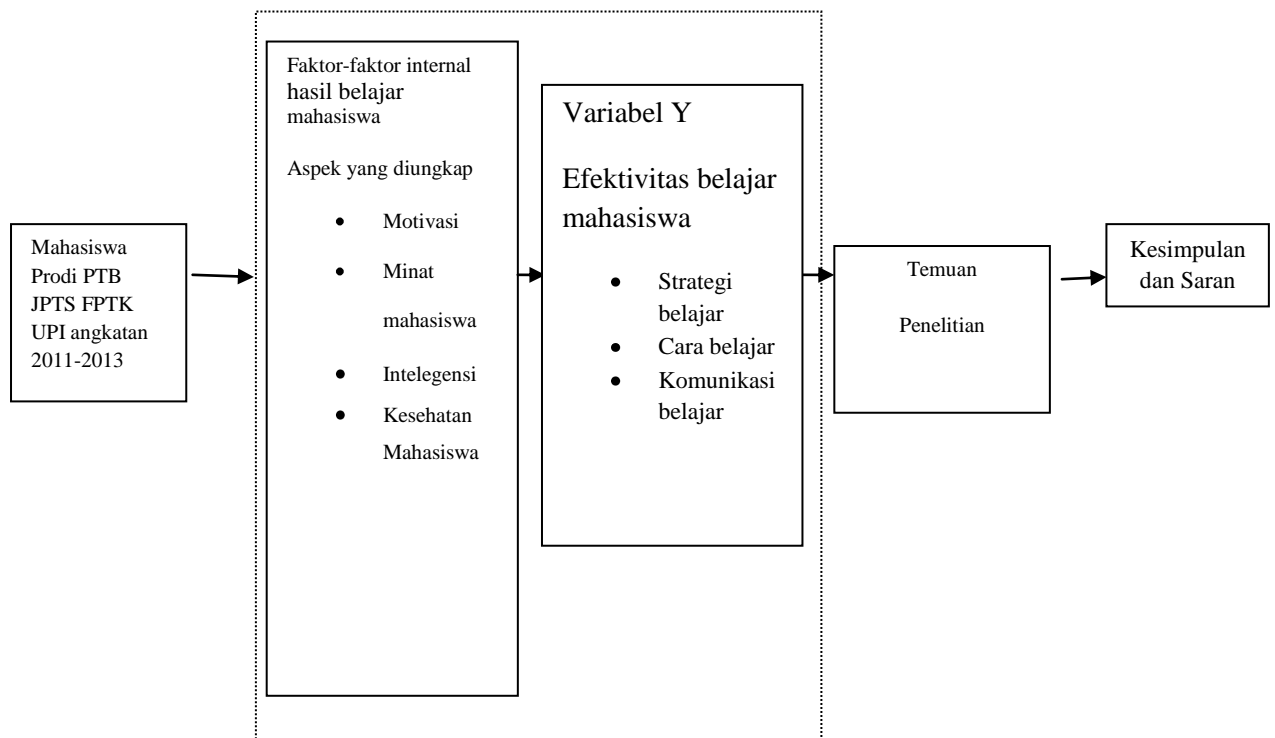 Mahasiswa
Prodi PTB
JPTS FPTK
UPI angkatan
2011-2013
Faktor-faktor internal
hasil belajar
mahasiswa
Aspek yang diungkap
• Motivasi
• Minat
mahasiswa
• Intelegensi
• Kesehatan
Mahasiswa
Variabel Y
Efektivitas belajar
mahasiswa
• Strategi
belajar
• Cara belajar
• Komunikasi
belajar
Temuan
Penelitian
Kesimpulan
dan Saran